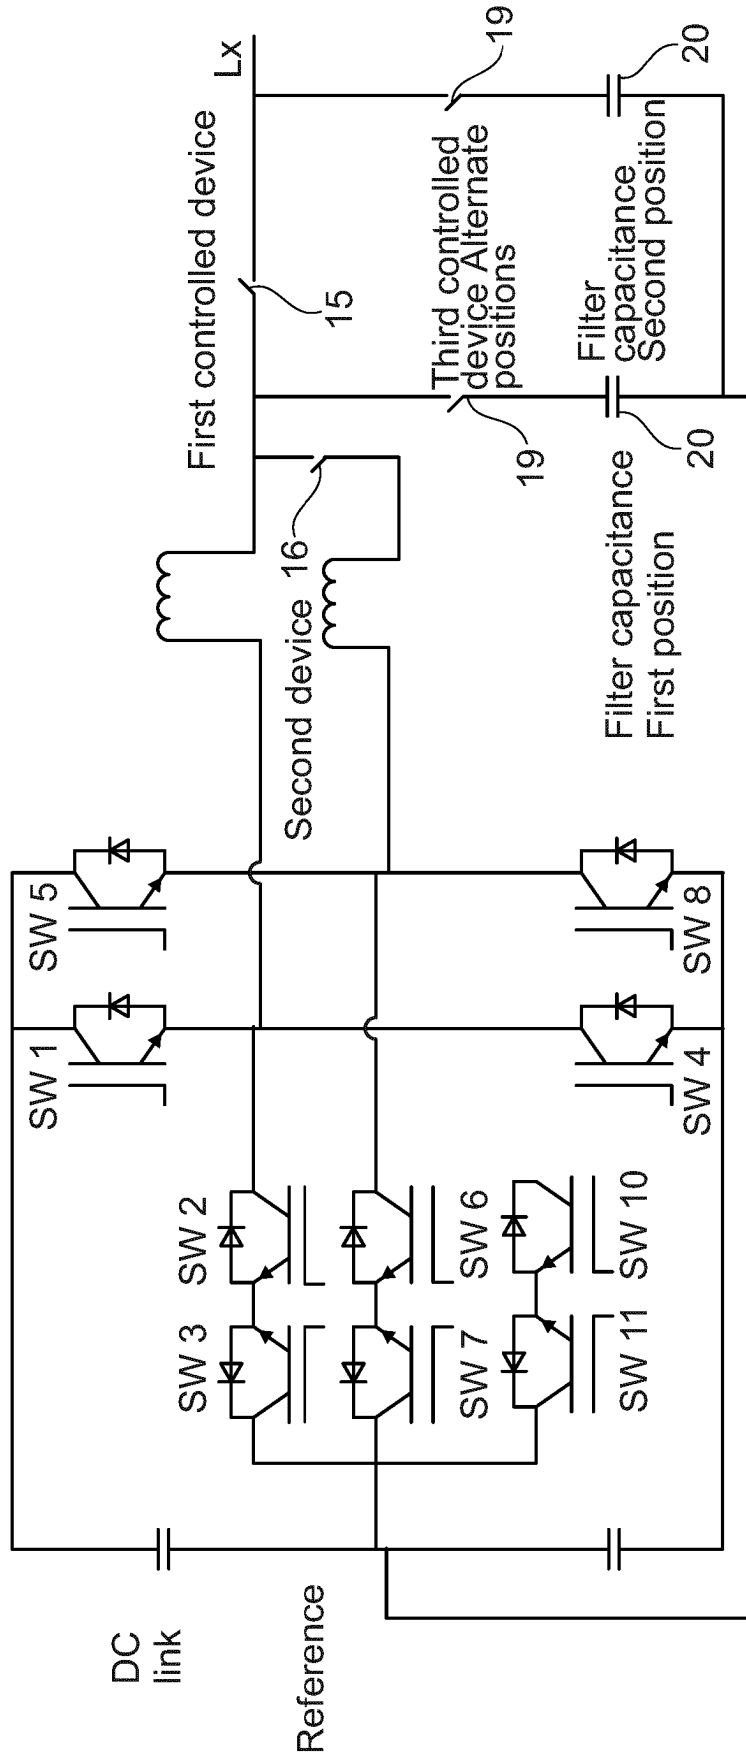 DC
link
Reference
SW 1
SW 5
SW 3
SW 2
SW 7
SW 6
SW 11
SW 10
SW 4
SW 8
Second device
16
First controlled device
15
Lx
Third controlled
device Alternate
positions
19
19
Filter capacitance
First position
20
Filter
capacitance
Second position
20